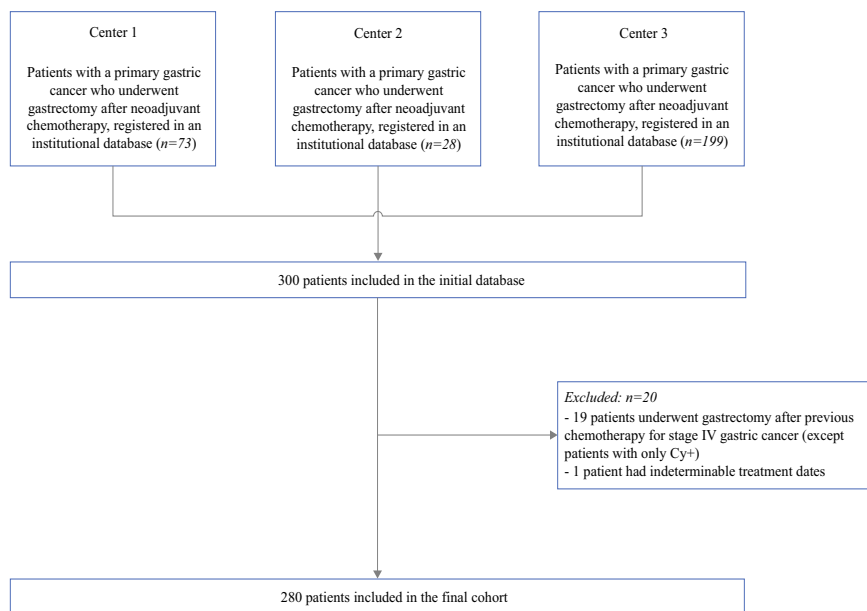 Center 1
Patients with a primary gastric
cancer who underwent
gastrectomy after neoadjuvant
chemotherapy, registered in an
institutional database (n=73)
Center 2
Patients with a primary gastric
cancer who underwent
gastrectomy after neoadjuvant
chemotherapy, registered in an
institutional database (n=28)
Center 3
Patients with a primary gastric
cancer who underwent
gastrectomy after neoadjuvant
chemotherapy, registered in an
institutional database (n=199)
300 patients included in the initial database
Excluded: n=20
- 19 patients underwent gastrectomy after previous
chemotherapy for stage IV gastric cancer (except
patients with only Cy+)
- 1 patient had indeterminable treatment dates
280 patients included in the final cohort